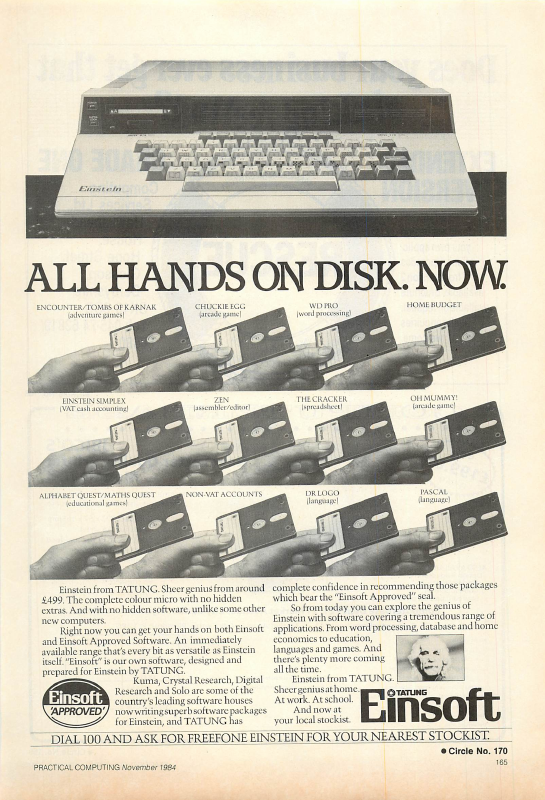 Einstein
ALL HANDS ON DISK. NOW.
ENCOUNTER/TOMBS OF KARNAK
(adventure games)
CHUCKIE EGG
(arcade game)
WD PRO
(word processing)
HOME BUDGET
EINSTEIN SIMPLEX
(VAT cash accounting)
ZEN
(assembler/editor)
THE CRACKER
(spreadsheet)
OH MUMMY!
(arcade game)
ALPHABET QUEST/MATHS QUEST
(educational games)
NON-VAT ACCOUNTS
DR LOGO
(language)
PASCAL
(language)
Einstein from TATUNG. Sheer genius from around
£499. The complete colour micro with no hidden
extras. And with no hidden software, unlike some other
new computers.
Right now you can get your hands on both Einsoft
and Einsoft Approved Software. An immediately
available range that's every bit as versatile as Einstein
itself. "Einsoft" is our own software, designed and
prepared for Einstein by TATUNG.
Kuma, Crystal Research, Digital
Research and Solo are some of the
country's leading software houses
now writing superb software packages
for Einstein, and TATUNG has
Einsoft
'APPROVED'
complete confidence in recommending those packages
which bear the "Einsoft Approved" seal.
So from today you can explore the genius of
Einstein with software covering a tremendous range of
applications. From word processing, database and home
economics to education,
languages and games. And
there's plenty more coming
all the time.
Einstein from TATUNG.
Sheer genius at home.
At work. At school.
And now at
your local stockist.
TATUNG
Einsoft
DIAL 100 AND ASK FOR FREEFONE EINSTEIN FOR YOUR NEAREST STOCKIST.
● Circle No. 170
PRACTICAL COMPUTING November 1984
165